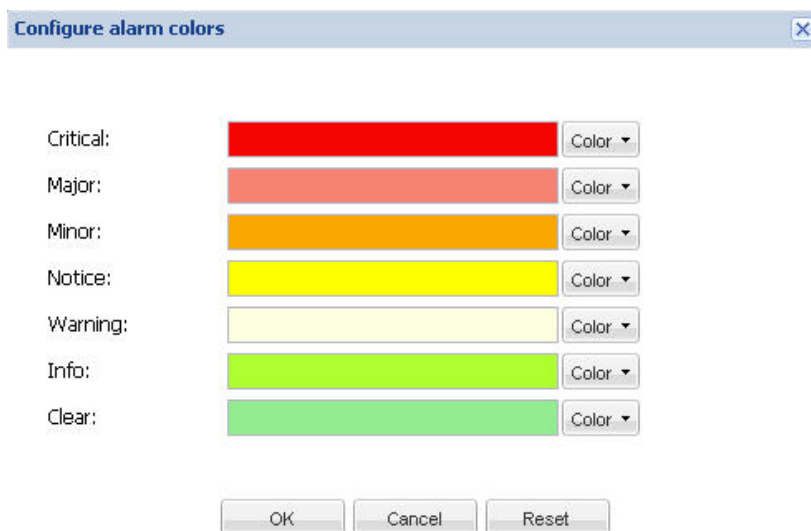 Configure alarm colors
Critical: Color
Major: Color
Minor: Color
Notice: Color
Warning: Color
Info: Color
Clear: Color
OK Cancel Reset